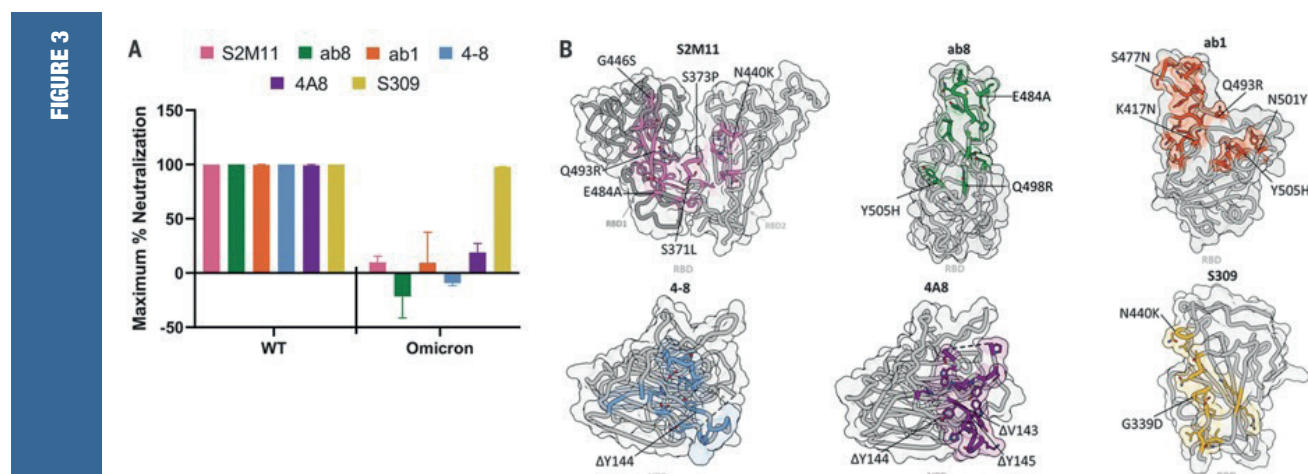 FIGURE 3
A
S2M11 ab8 ab1 4-8
4A8 S309
Maximum % Neutralization
150
100
50
0
-50
WT Omicron
B
S2M11
G446S
S373P
N440K
Q493R
E484A
RBD1
RBD2
S371L
RBD
ab8
E484A
Q498R
Y505H
RBD
ab1
S477N
Q493R
K417N
N501Y
Y505H
RBD
4-8
ΔY144
4A8
ΔV143
ΔY144
ΔY145
S309
N440K
G339D